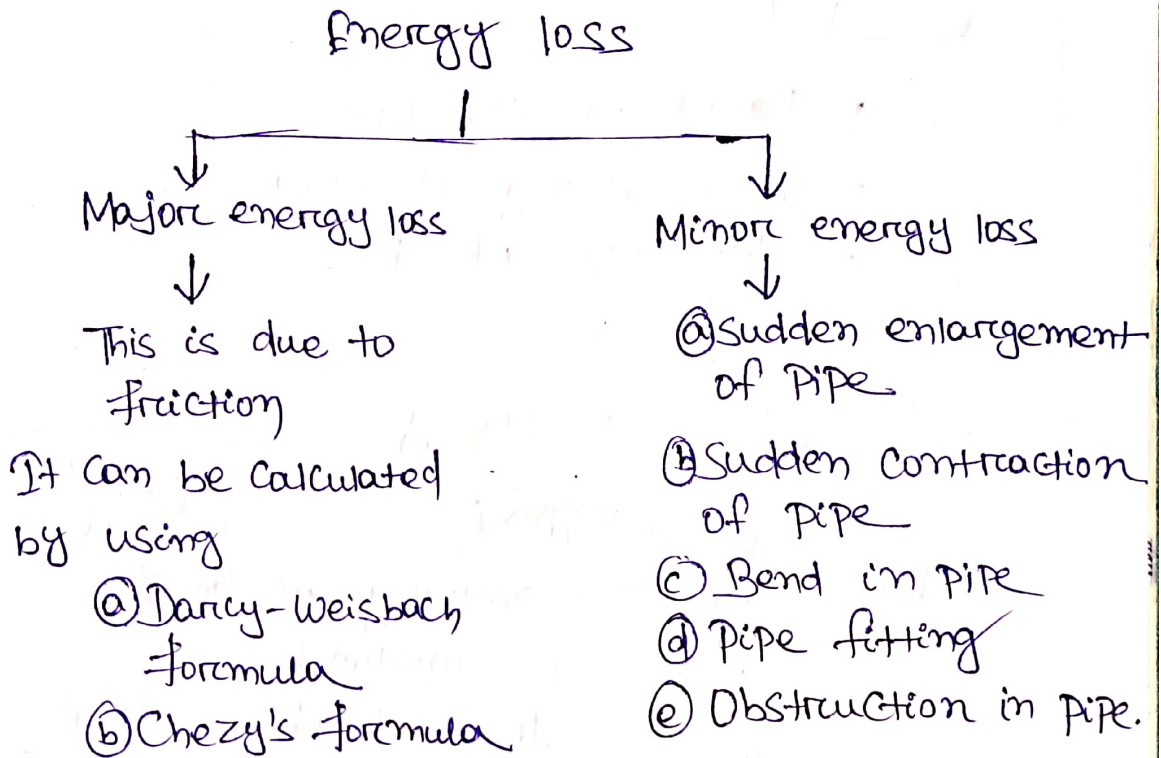 Energy loss
Major energy loss
This is due to
friction
It can be calculated
by using
ⓐ Darcy-Weisbach
formula
ⓑ Chezy's formula
Minor energy loss
ⓐ Sudden enlargement
of pipe
ⓑ Sudden contraction
of pipe
ⓒ Bend in pipe
ⓓ Pipe fitting
ⓔ Obstruction in pipe.